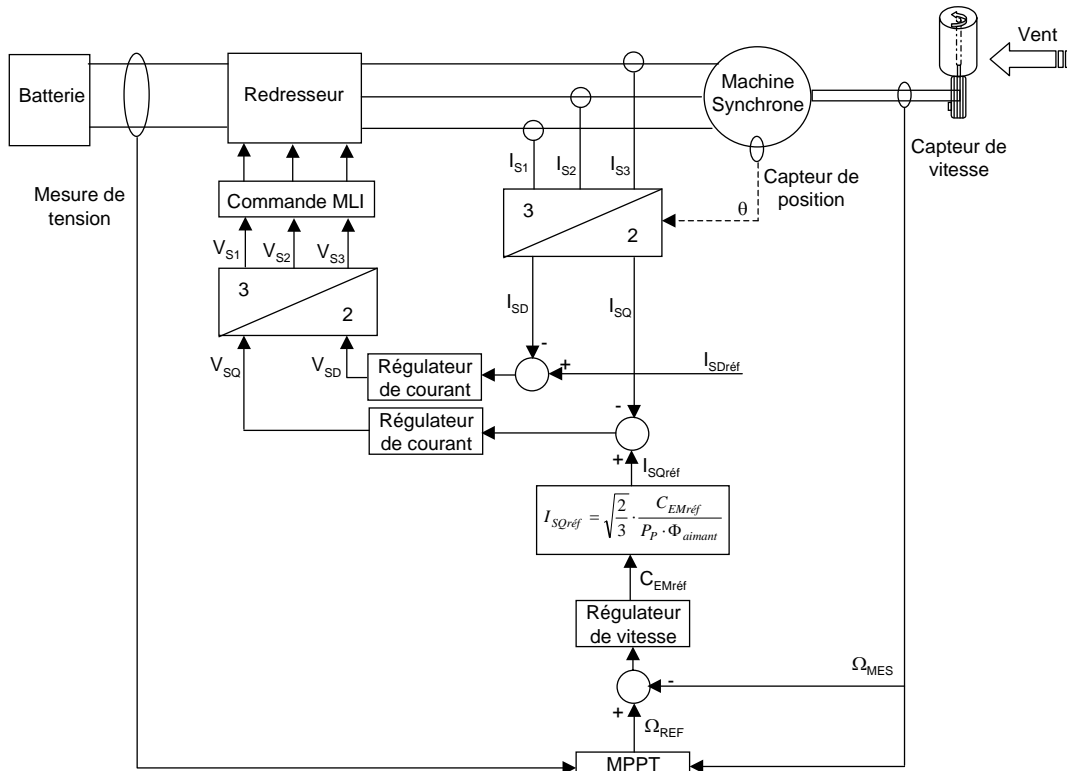 Vent
Batterie
Redresseur
Machine
Synchrone
Capteur de
vitesse
Mesure de
tension
Commande MLI
I_S1
I_S2
I_S3
Capteur de
position
θ
3
2
V_S1
V_S2
V_S3
3
2
I_SD
I_SQ
V_SQ
V_SD
Régulateur
de courant
-
+
I_SDréf
Régulateur
de courant
-
+
I_SQréf
I_SQréf = √(2/3) · C_EMréf / (P_P · Φ_aimant)
C_EMréf
Régulateur
de vitesse
Ω_MES
-
+
Ω_REF
MPPT